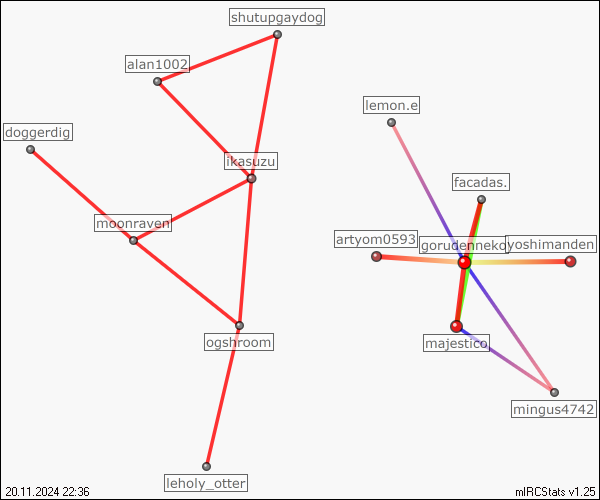 shutupgaydog
alan1002
lemon.e
doggerdig
ikasuzu
facadas.
moonraven
artyom0593
gorudenneko
yoshimanden
ogshroom
majestico
mingus4742
leholy_otter
20.11.2024 22:36
mIRCStats v1.25